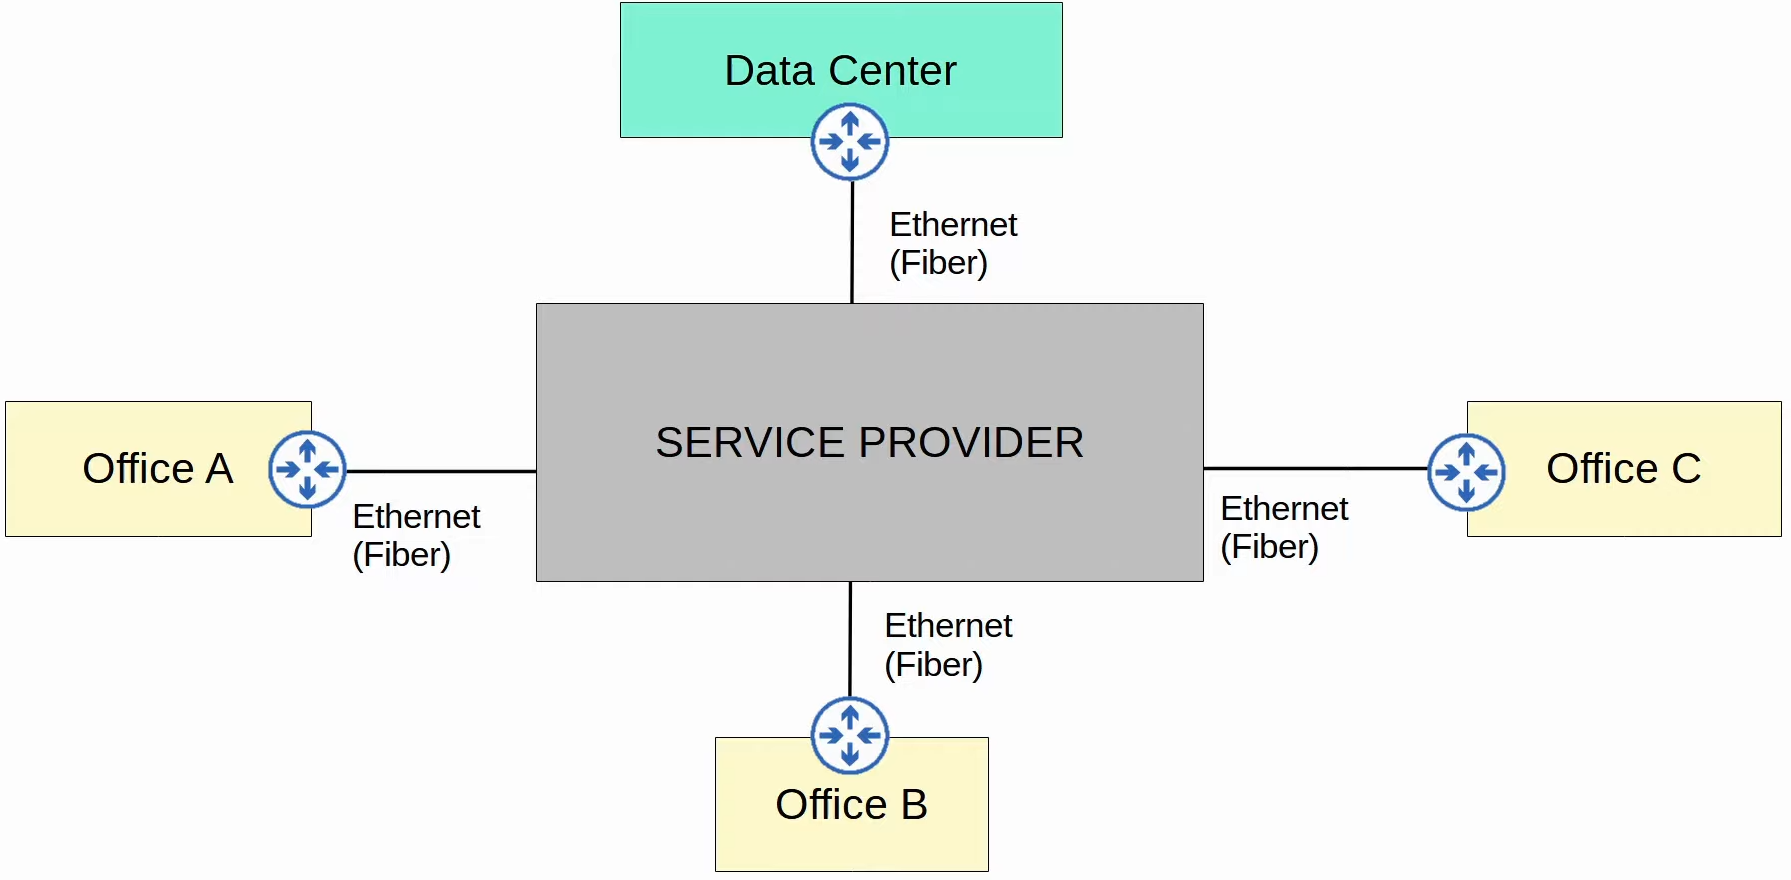 Data Center
Ethernet
(Fiber)
SERVICE PROVIDER
Office A
Ethernet
(Fiber)
Office C
Ethernet
(Fiber)
Ethernet
(Fiber)
Office B